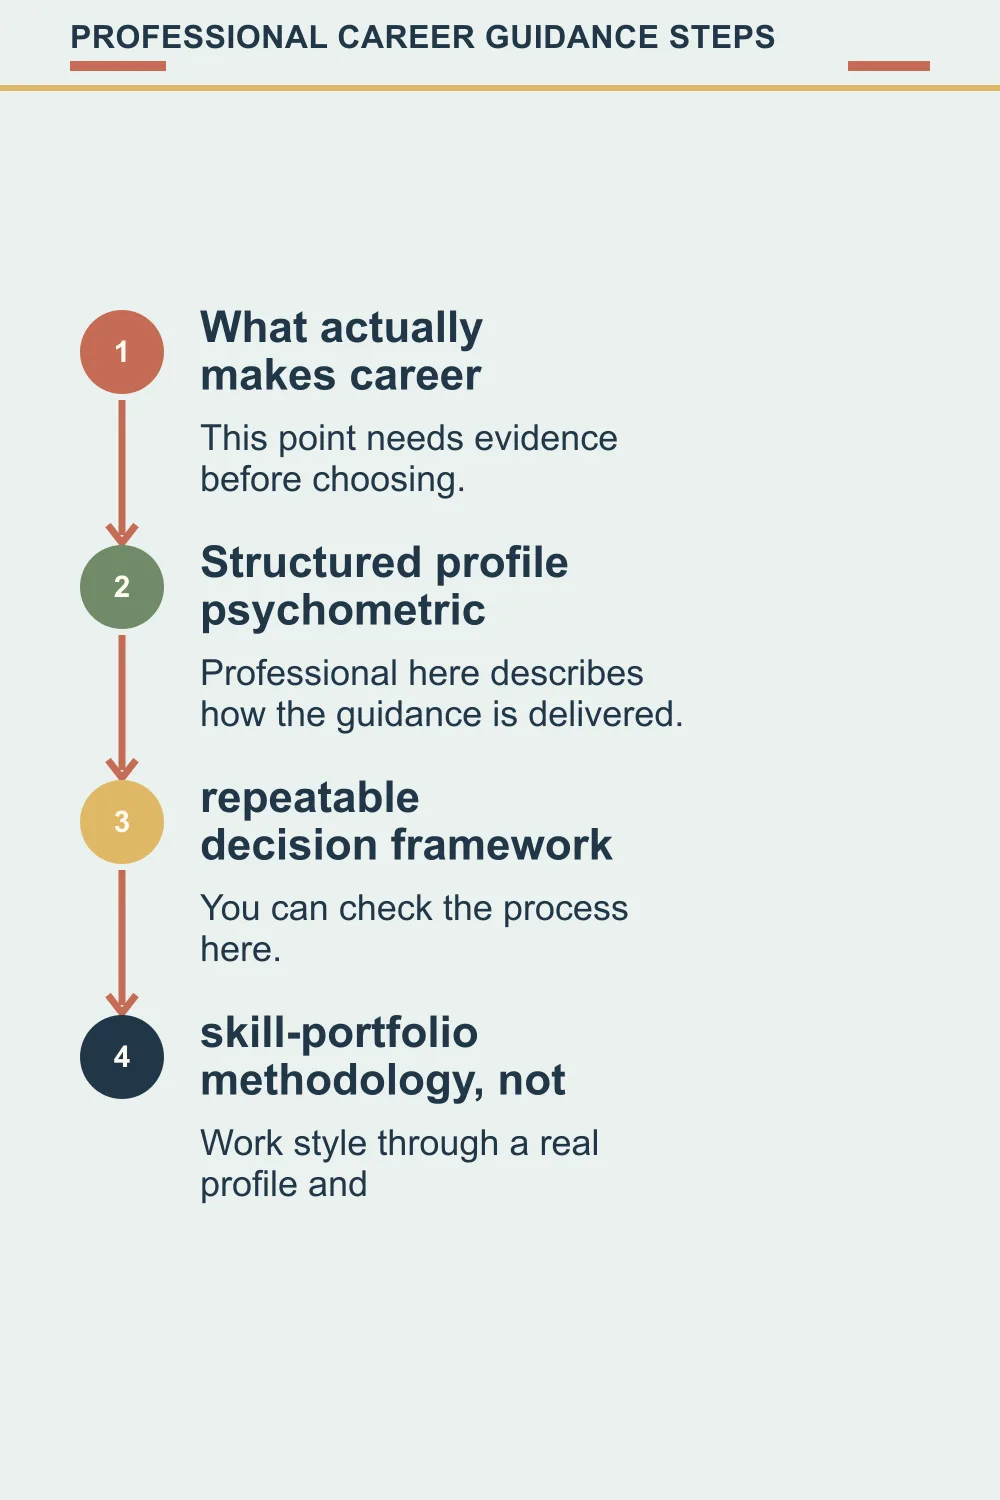 PROFESSIONAL CAREER GUIDANCE STEPS
1
What actually
makes career
This point needs evidence
before choosing.
2
Structured profile
psychometric
Professional here describes
how the guidance is delivered.
3
repeatable
decision framework
You can check the process
here.
4
skill-portfolio
methodology, not
Work style through a real
profile and